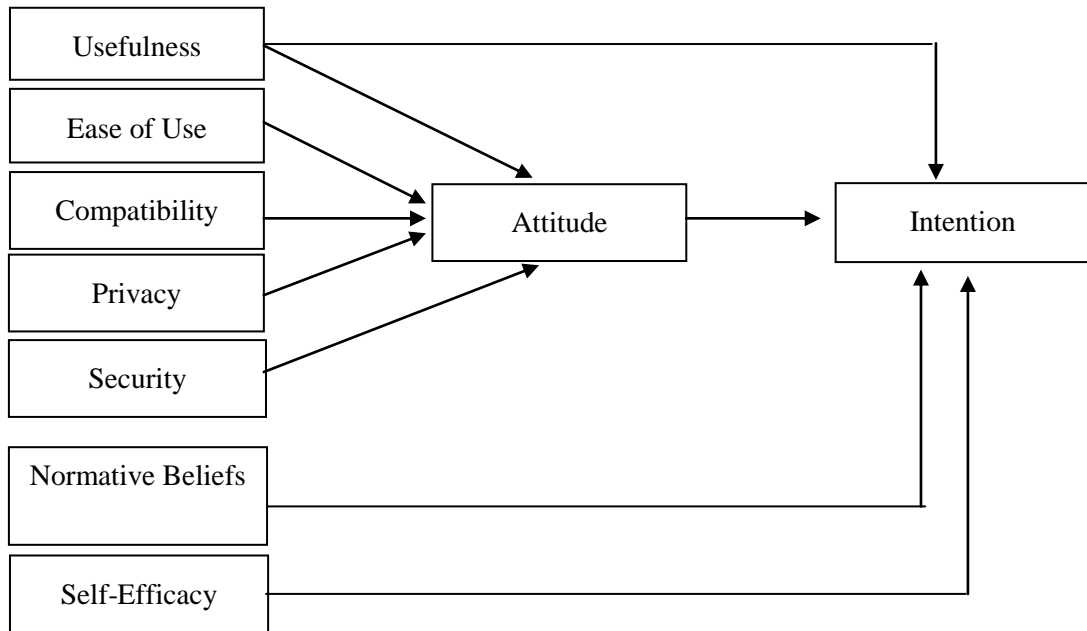 Usefulness
Ease of Use
Compatibility
Attitude
Intention
Privacy
Security
Normative Beliefs
Self-Efficacy